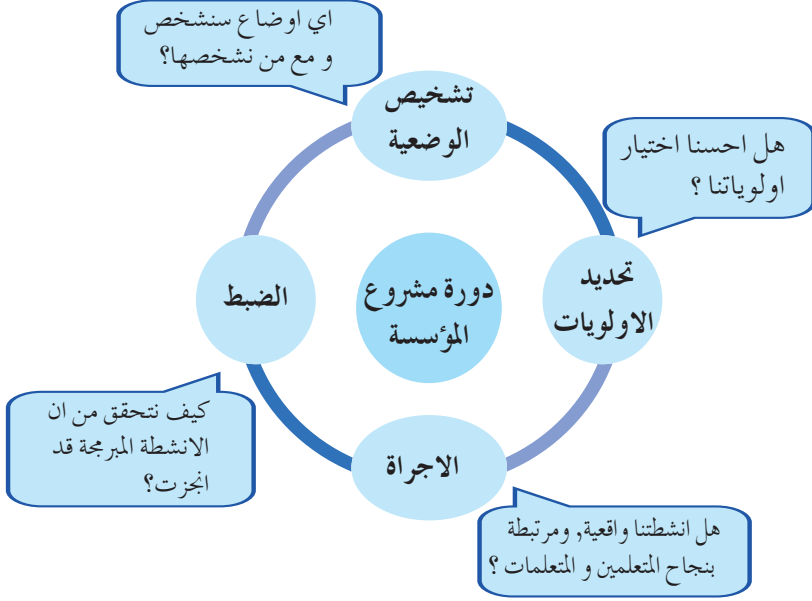 اي اوضاع سنشخص
و مع من نشخصها؟
تشخيص
الوضعية
هل احسنا اختيار
اولوياتنا ؟
تحديد
الاولويات
دورة مشروع
المؤسسة
الضبط
كيف نتحقق من ان
الانشطة المبرمجة قد
انجزت؟
الاجراة
هل انشطتنا واقعية, ومرتبطة
بنجاح المتعلمين و المتعلمات ؟